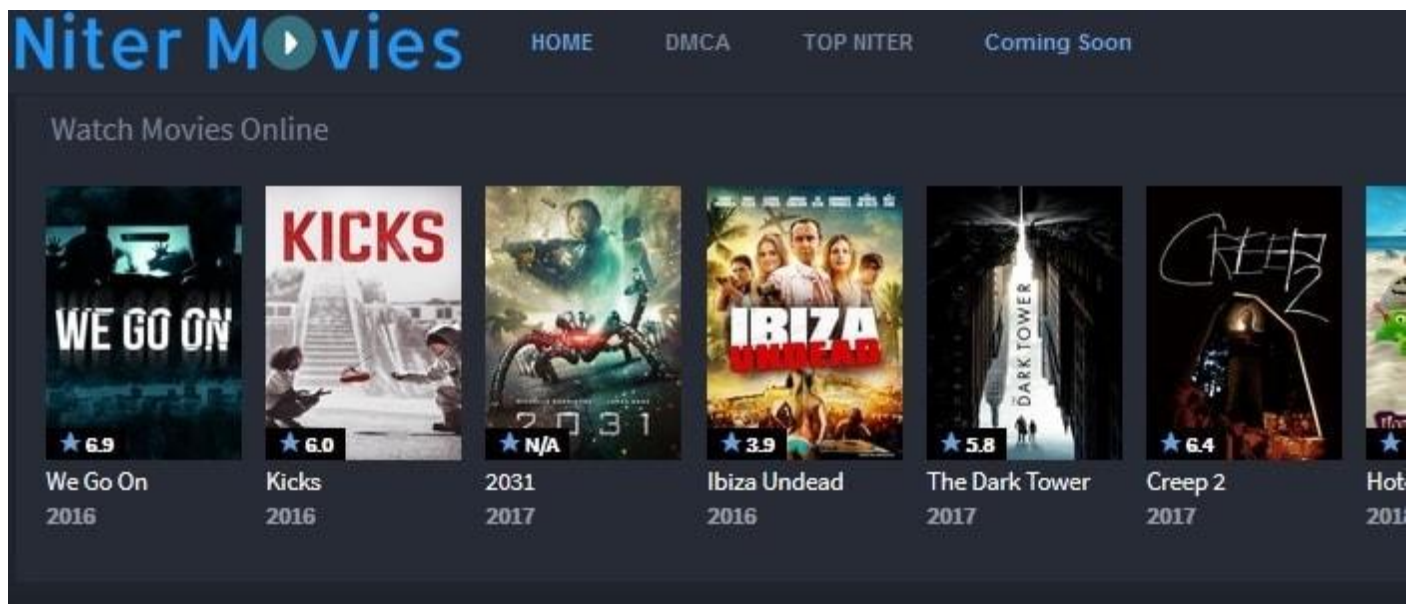 Niter Movies HOME DMCA TOP NITER Coming Soon
Watch Movies Online
WE GO ON
KICKS
2031
IBIZA
UNDEAD
DARK TOWER
CREEP
2
6.9 6.0 N/A 3.9 5.8 6.4
We Go On Kicks 2031 Ibiza Undead The Dark Tower Creep 2 Hot
2016 2016 2017 2016 2017 2017 201